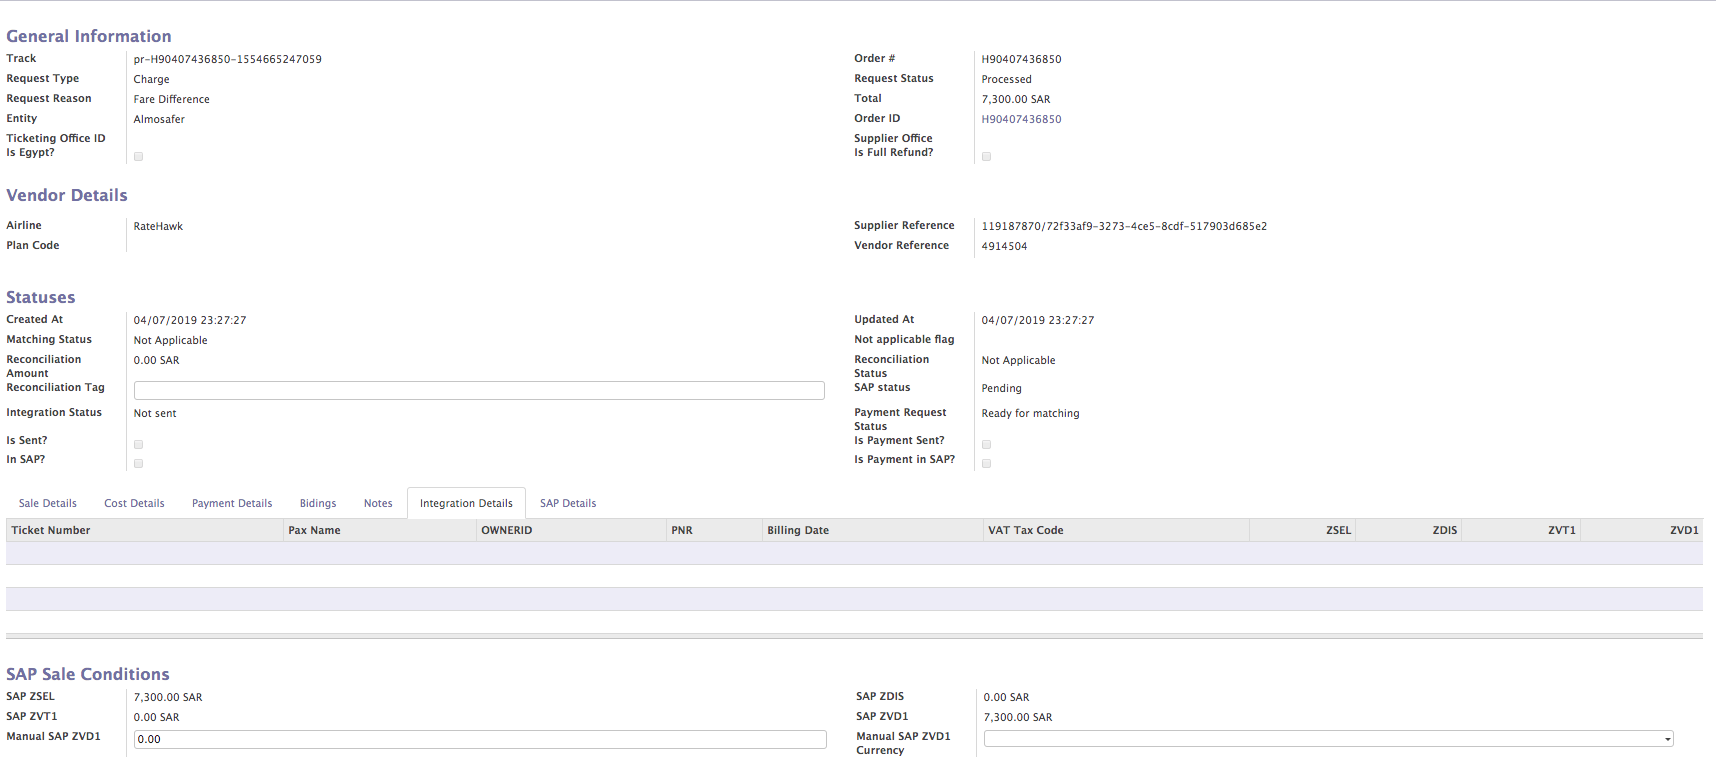 General Information
Track pr-H90407436850-1554665247059 Order # H90407436850
Request Type Charge Request Status Processed
Request Reason Fare Difference Total 7,300.00 SAR
Entity Almosafer Order ID H90407436850
Ticketing Office ID Supplier Office
Is Egypt? Is Full Refund?
Vendor Details
Airline RateHawk Supplier Reference 119187870/72f33af9-3273-4ce5-8cdf-517903d685e2
Plan Code Vendor Reference 4914504
Statuses
Created At 04/07/2019 23:27:27 Updated At 04/07/2019 23:27:27
Matching Status Not Applicable Not applicable flag
Reconciliation Amount 0.00 SAR Reconciliation Status Not Applicable
Reconciliation Tag SAP status Pending
Integration Status Not sent Payment Request Status Ready for matching
Is Sent? Is Payment Sent?
In SAP? Is Payment in SAP?
Sale Details Cost Details Payment Details Bidings Notes Integration Details SAP Details
Ticket Number Pax Name OWNERID PNR Billing Date VAT Tax Code ZSEL ZDIS ZVT1 ZVD1
SAP Sale Conditions
SAP ZSEL 7,300.00 SAR SAP ZDIS 0.00 SAR
SAP ZVT1 0.00 SAR SAP ZVD1 7,300.00 SAR
Manual SAP ZVD1 0.00 Manual SAP ZVD1 Currency